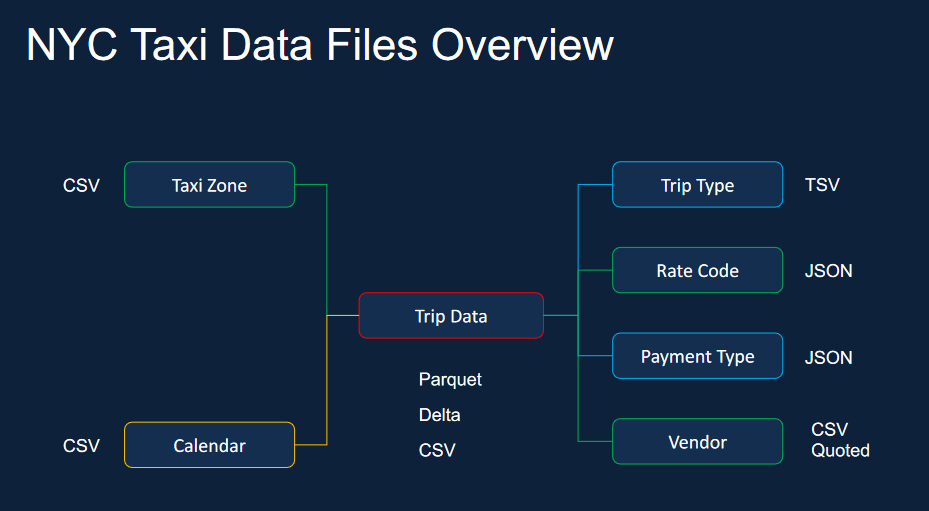 NYC Taxi Data Files Overview
CSV
Taxi Zone
Trip Type
TSV
Rate Code
JSON
Trip Data
Payment Type
JSON
Parquet
Delta
CSV
CSV
Calendar
Vendor
CSV
Quoted